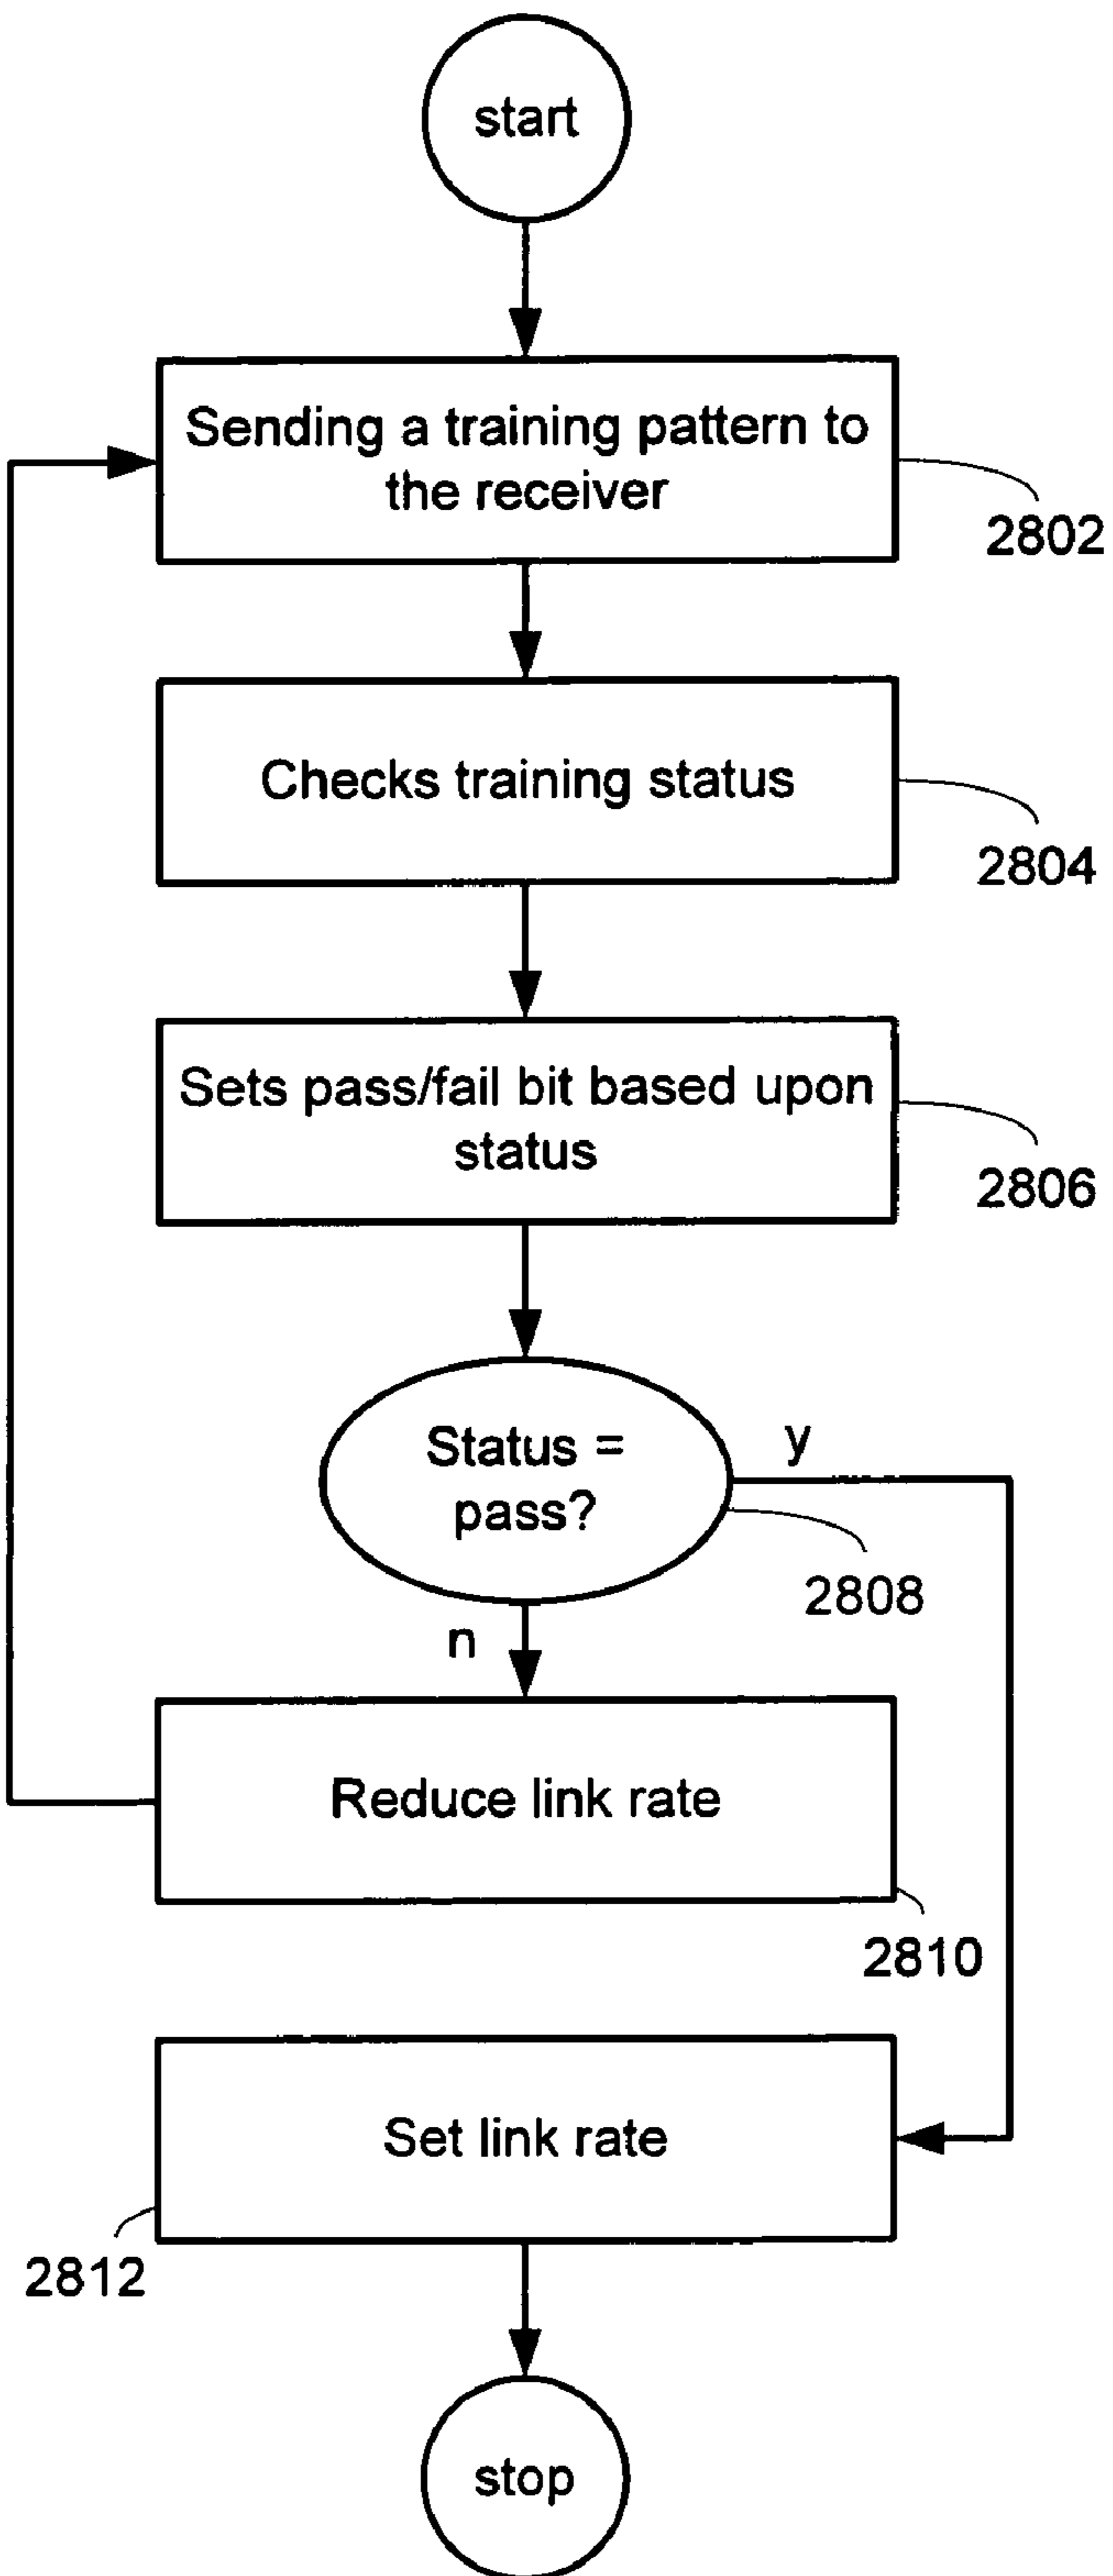 start
Sending a training pattern to
the receiver
2802
Checks training status
2804
Sets pass/fail bit based upon
status
2806
Status =
pass?
y
2808
n
Reduce link rate
2810
Set link rate
2812
stop